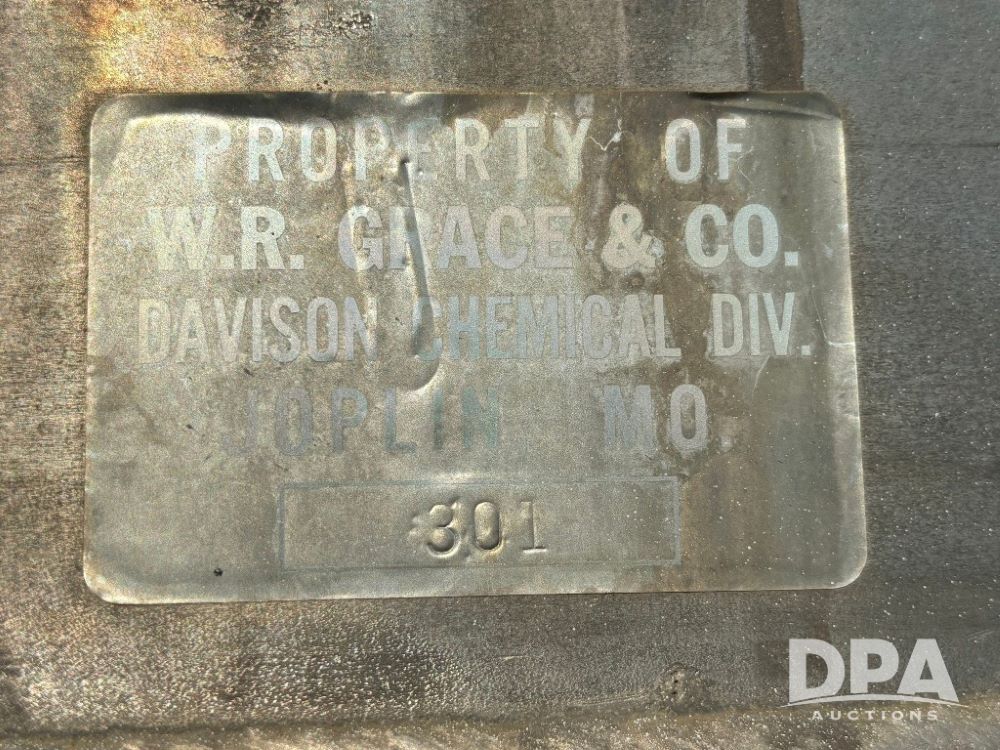 PROPERTY OF
W.R. GRACE & CO.
DAVISON CHEMICAL DIV.
JOPLIN, MO.
301
DPA
AUCTIONS